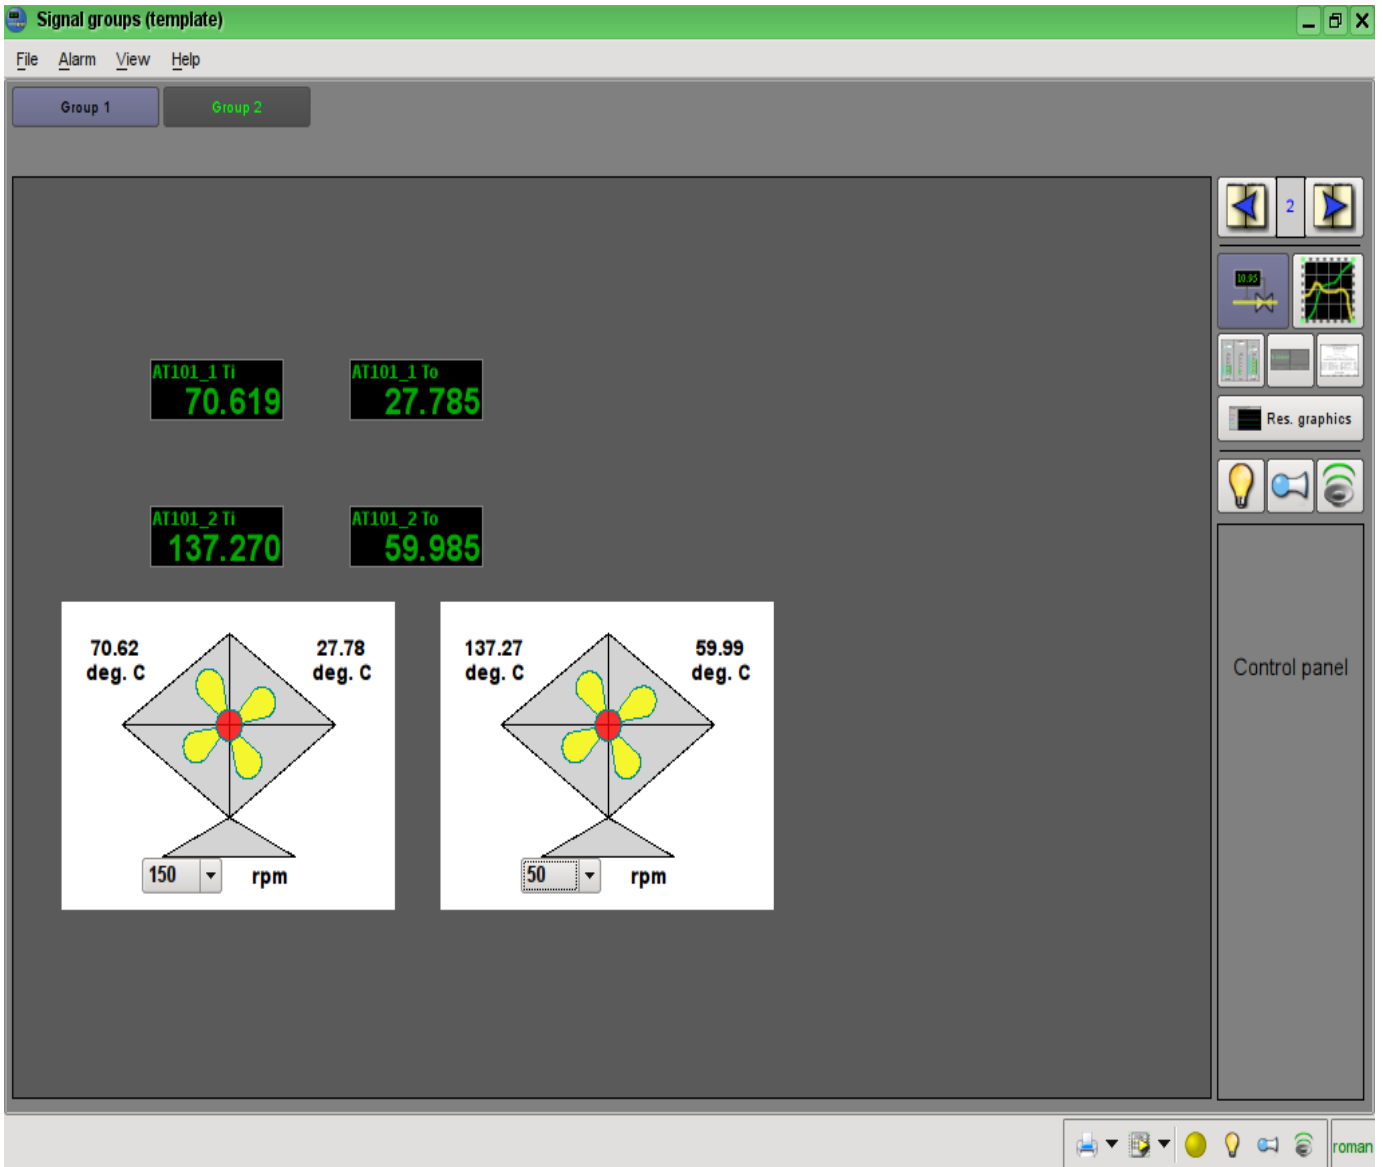 Signal groups (template)
File Alarm View Help
Group 1 Group 2
2
10.95
AT101_1 Ti AT101_1 To
70.619 27.785
Res. graphics
AT101_2 Ti AT101_2 To
137.270 59.985
70.62 27.78 137.27 59.99
deg. C deg. C deg. C deg. C
Control panel
150 rpm 50 rpm
roman